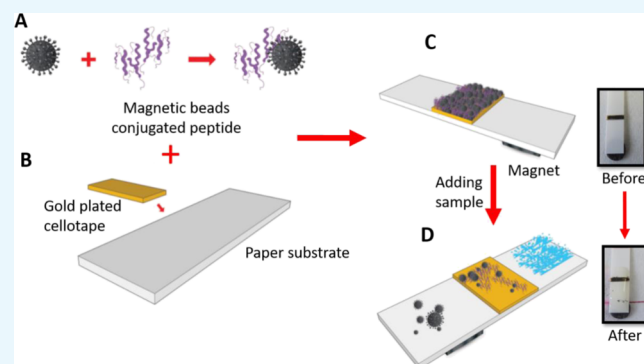 A
Magnetic beads
conjugated peptide
B
Gold plated
cellotape
Paper substrate
C
Magnet
Adding
sample
D
Before
After